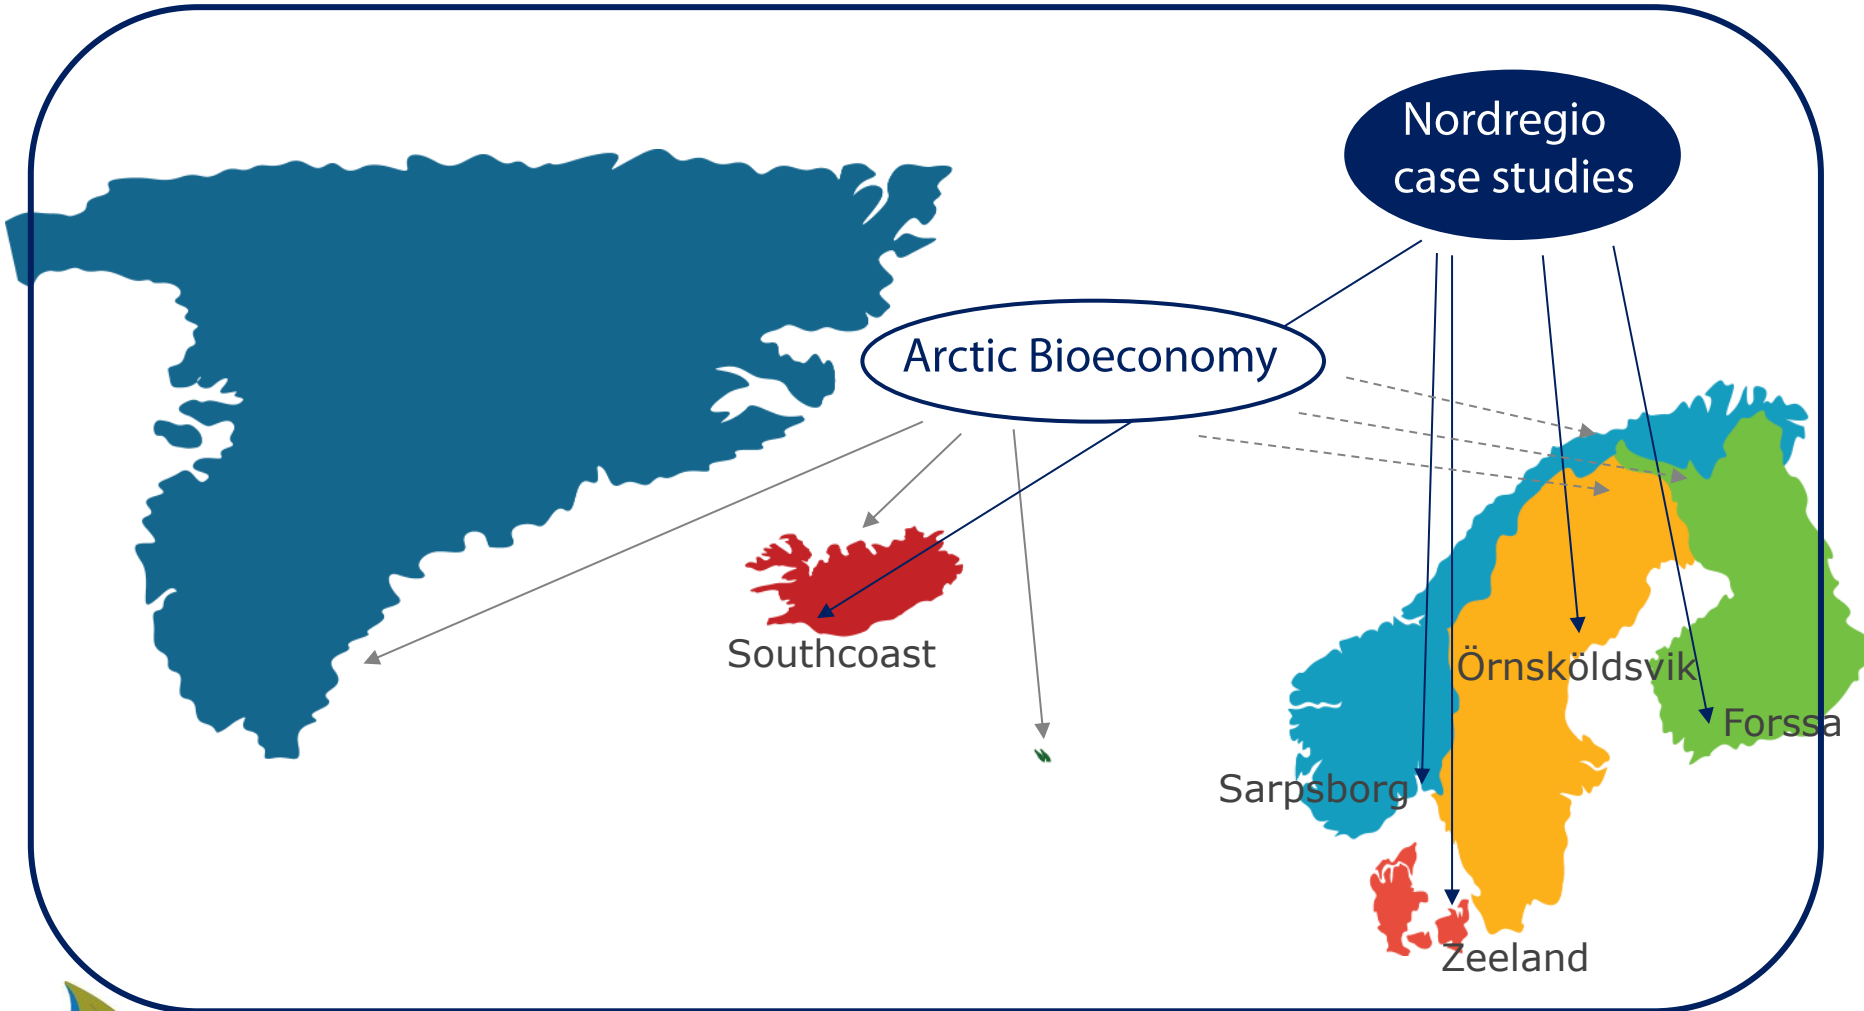 Nordregio
case studies
Arctic Bioeconomy
Southcoast
Örnsköldsvik
Forssa
Sarpsborg
Zeeland